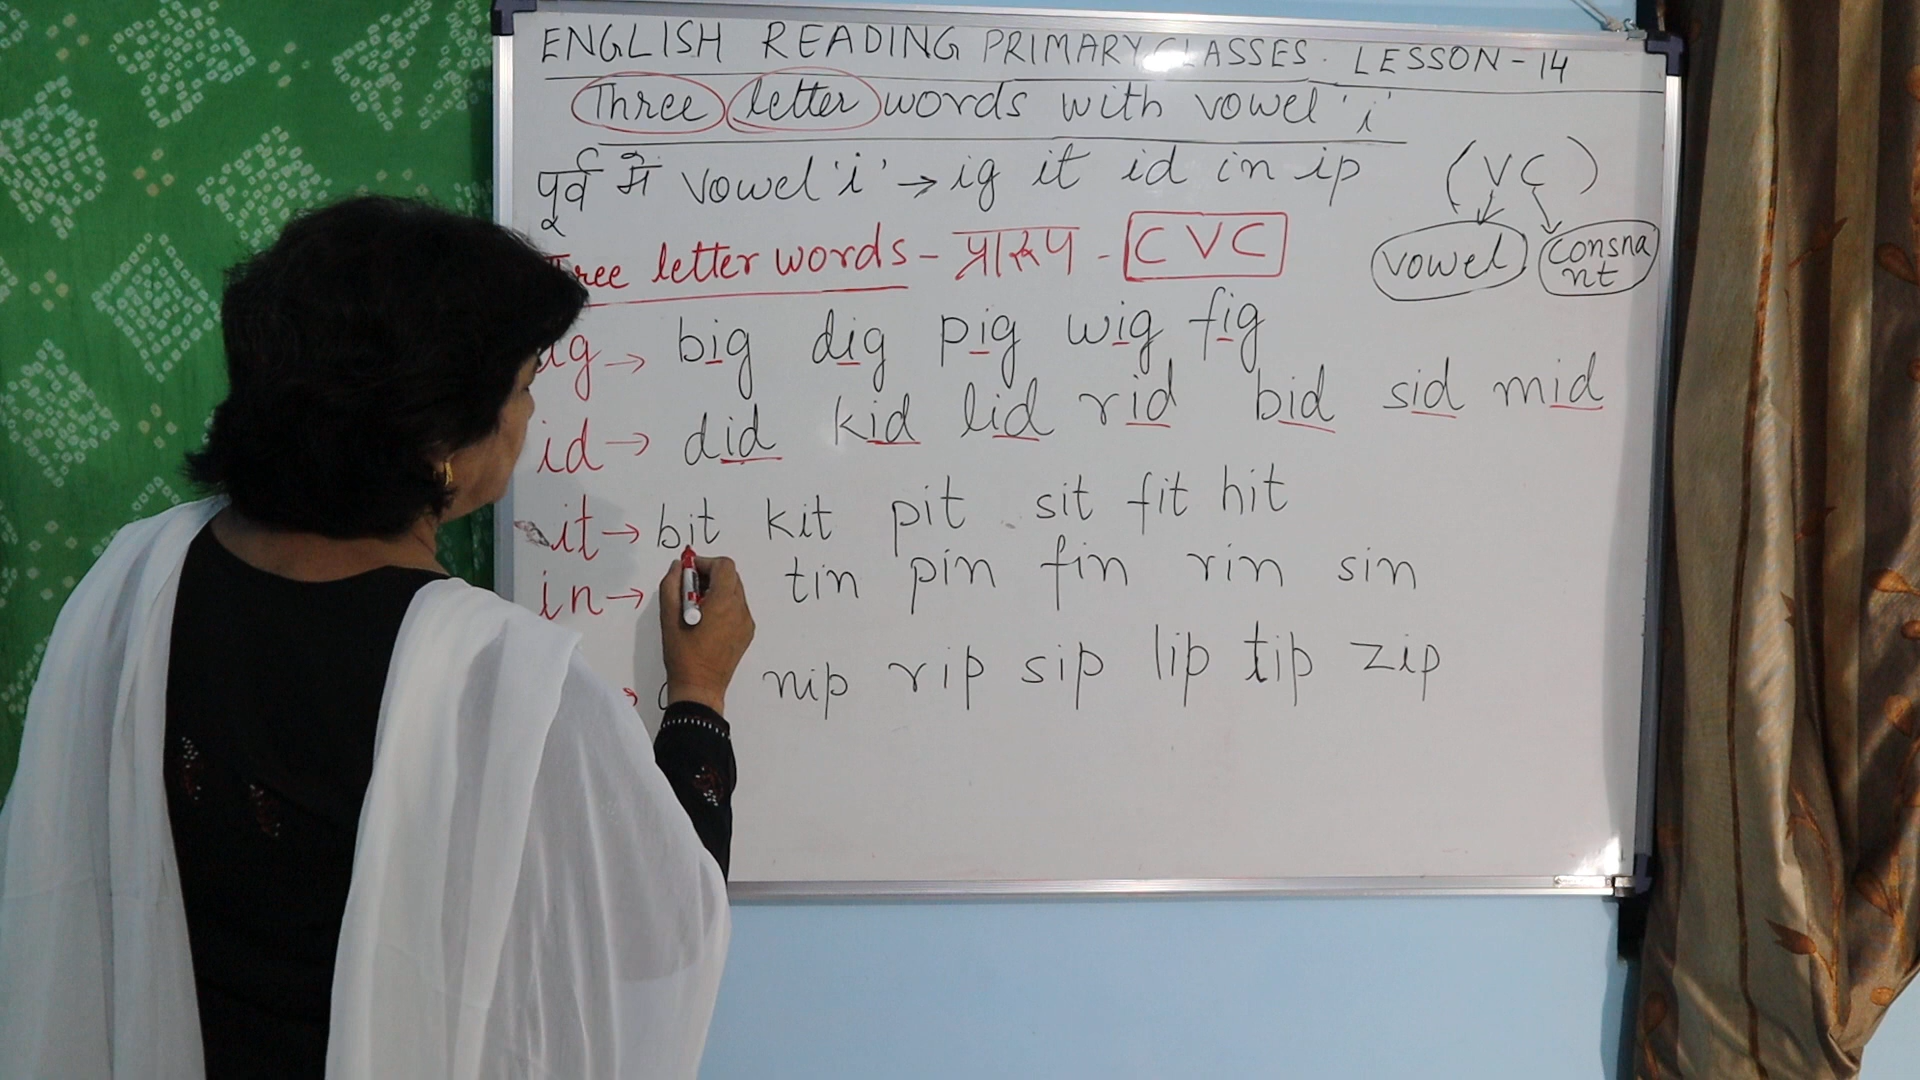 ENGLISH READING PRIMARY CLASSES. LESSON-14
Three letter words with vowel 'i'
पूर्व में vowel 'i' → ig it id in ip (VC)
vowel consnant
Three letter words - प्रारूप - CVC
ig → big dig pig wig fig
id → did kid lid rid bid sid mid
it → bit kit pit sit fit hit
in → tin pin fin rin sin
nip rip sip lip tip zip